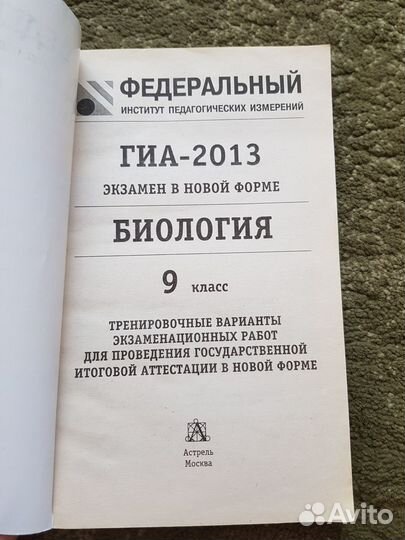 ФЕДЕРАЛЬНЫЙ
ИНСТИТУТ ПЕДАГОГИЧЕСКИХ ИЗМЕРЕНИЙ
ГИА-2013
ЭКЗАМЕН В НОВОЙ ФОРМЕ
БИОЛОГИЯ
9 класс
ТРЕНИРОВОЧНЫЕ ВАРИАНТЫ
ЭКЗАМЕНАЦИОННЫХ РАБОТ
ДЛЯ ПРОВЕДЕНИЯ ГОСУДАРСТВЕННОЙ
ИТОГОВОЙ АТТЕСТАЦИИ В НОВОЙ ФОРМЕ
Астрель
Москва
Avito